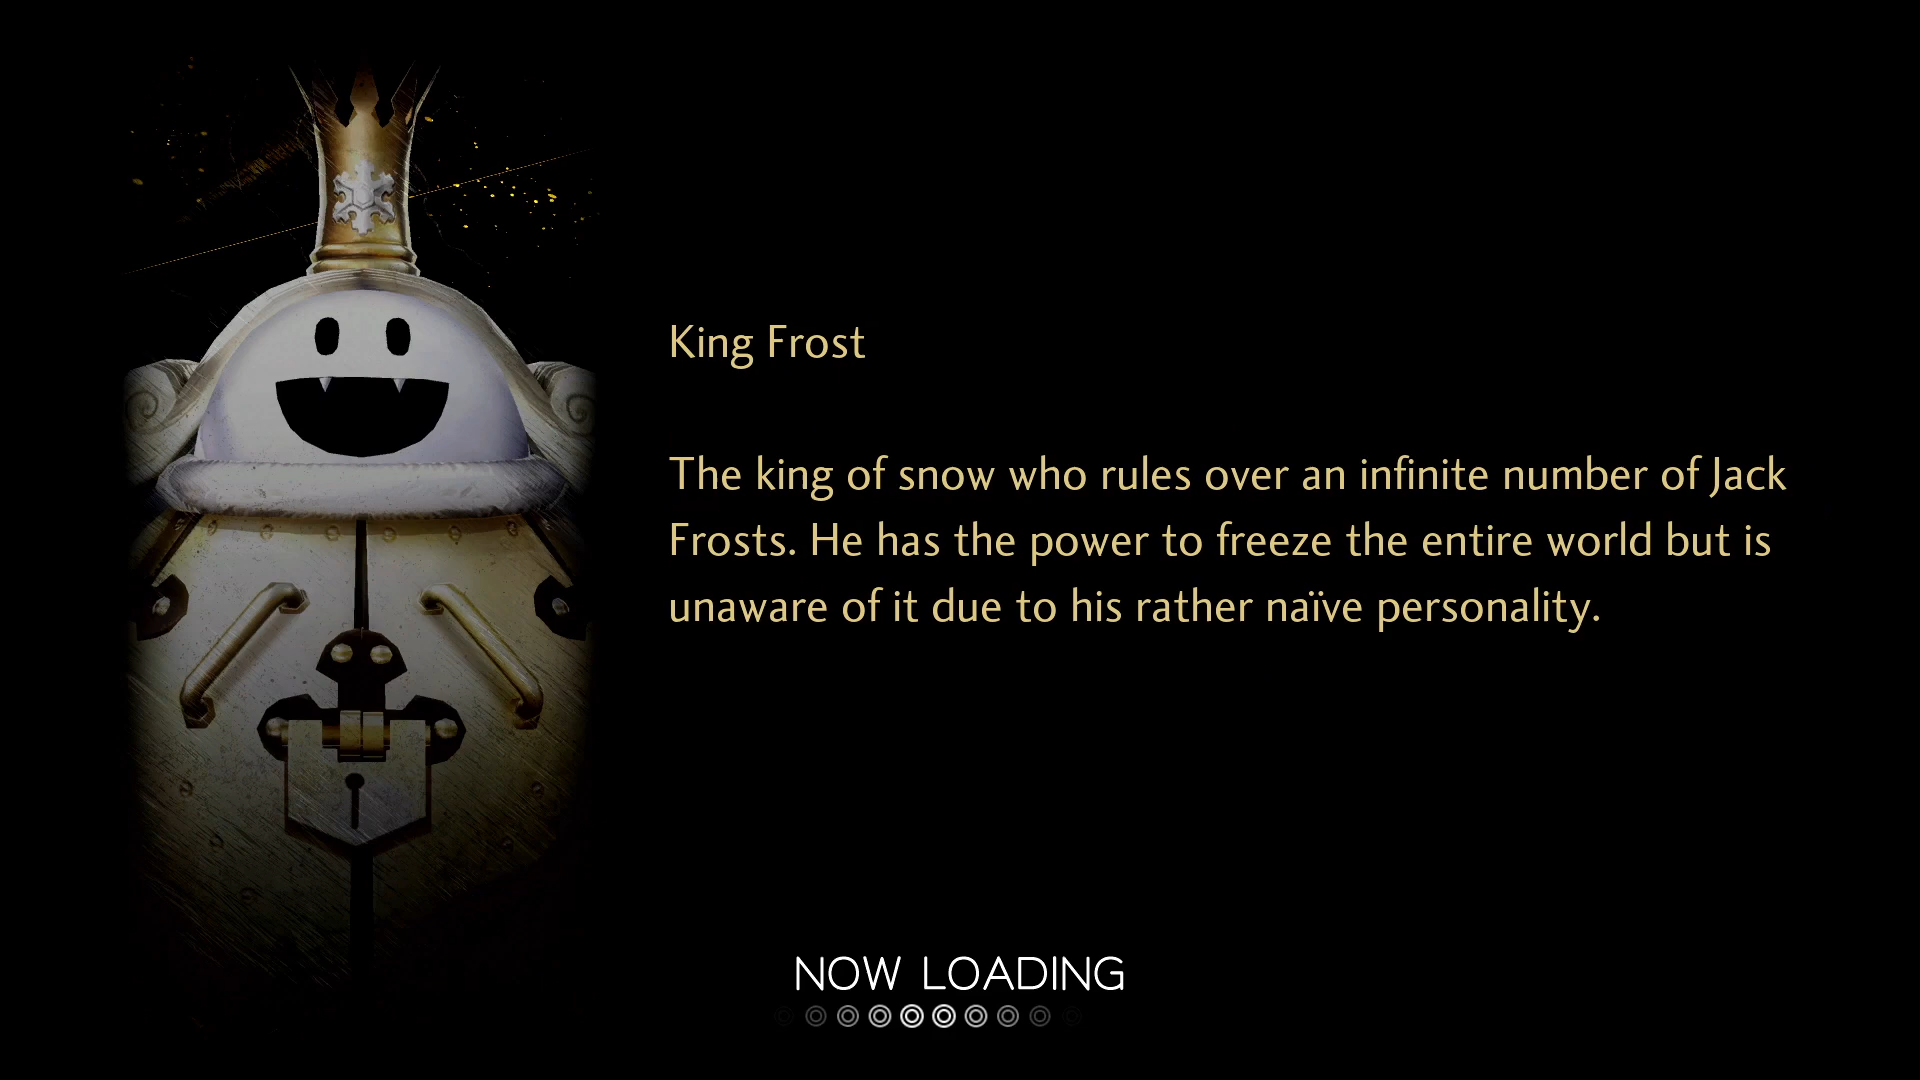 King Frost
The king of snow who rules over an infinite number of Jack
Frosts. He has the power to freeze the entire world but is
unaware of it due to his rather naïve personality.
NOW LOADING